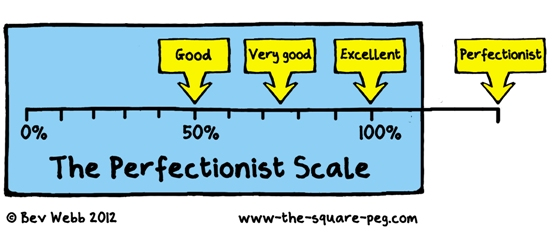 Good Very good Excellent Perfectionist
0% 50% 100%
The Perfectionist Scale
© Bev Webb 2012 www-the-square-peg.com